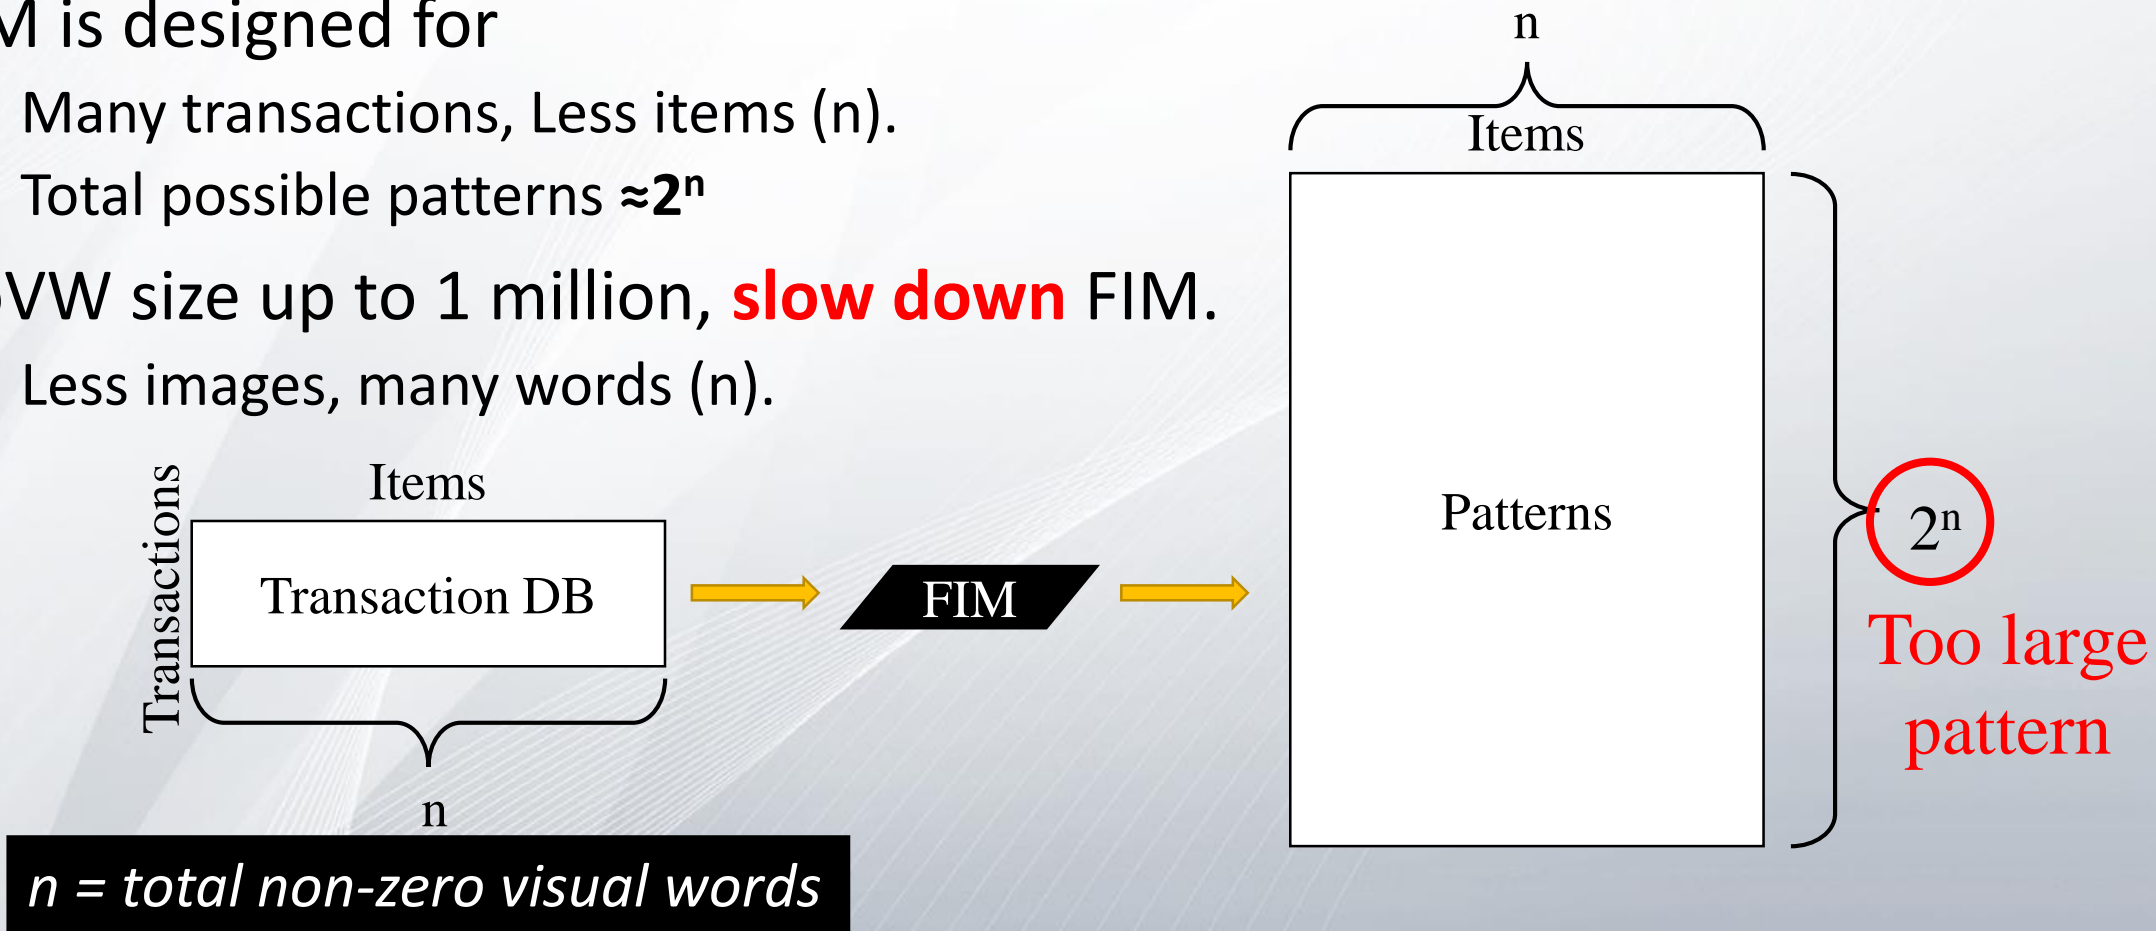 M is designed for
Many transactions, Less items (n).
Total possible patterns ≈2ⁿ
VW size up to 1 million, slow down FIM.
Less images, many words (n).
n
Items
Patterns
2ⁿ
Too large
pattern
Items
Transactions
Transaction DB
FIM
n
n = total non-zero visual words